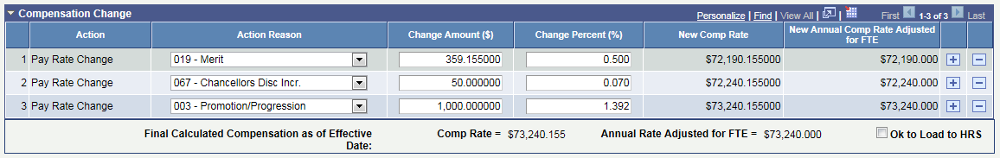 Compensation Change
Personalize | Find | View All | | First 1-3 of 3 Last
Action Action Reason Change Amount ($) Change Percent (%) New Comp Rate New Annual Comp Rate Adjusted for FTE
1 Pay Rate Change 019 - Merit 359.155000 0.500 $72,190.155000 $72,190.000
2 Pay Rate Change 067 - Chancellors Disc Incr. 50.000000 0.070 $72,240.155000 $72,240.000
3 Pay Rate Change 003 - Promotion/Progression 1,000.000000 1.392 $73,240.155000 $73,240.000
Final Calculated Compensation as of Effective Date: Comp Rate = $73,240.155 Annual Rate Adjusted for FTE = $73,240.000 Ok to Load to HRS